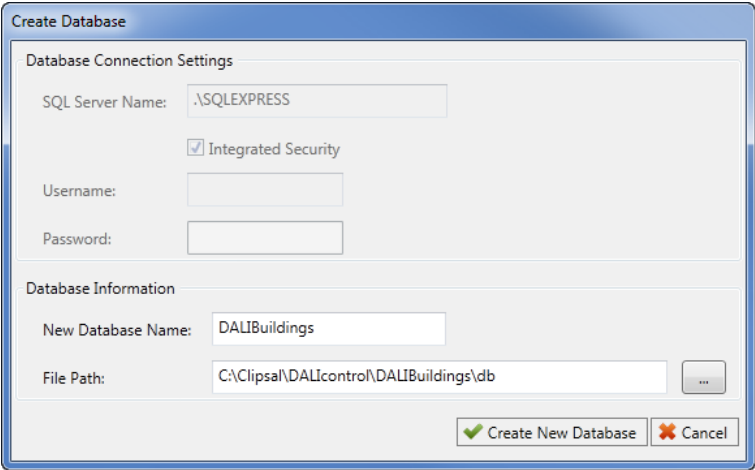 Create Database
Database Connection Settings
SQL Server Name: .\SQLEXPRESS
Integrated Security
Username:
Password:
Database Information
New Database Name: DALIBuildings
File Path: C:\Clipsal\DALIcontrol\DALIBuildings\db ...
Create New Database Cancel